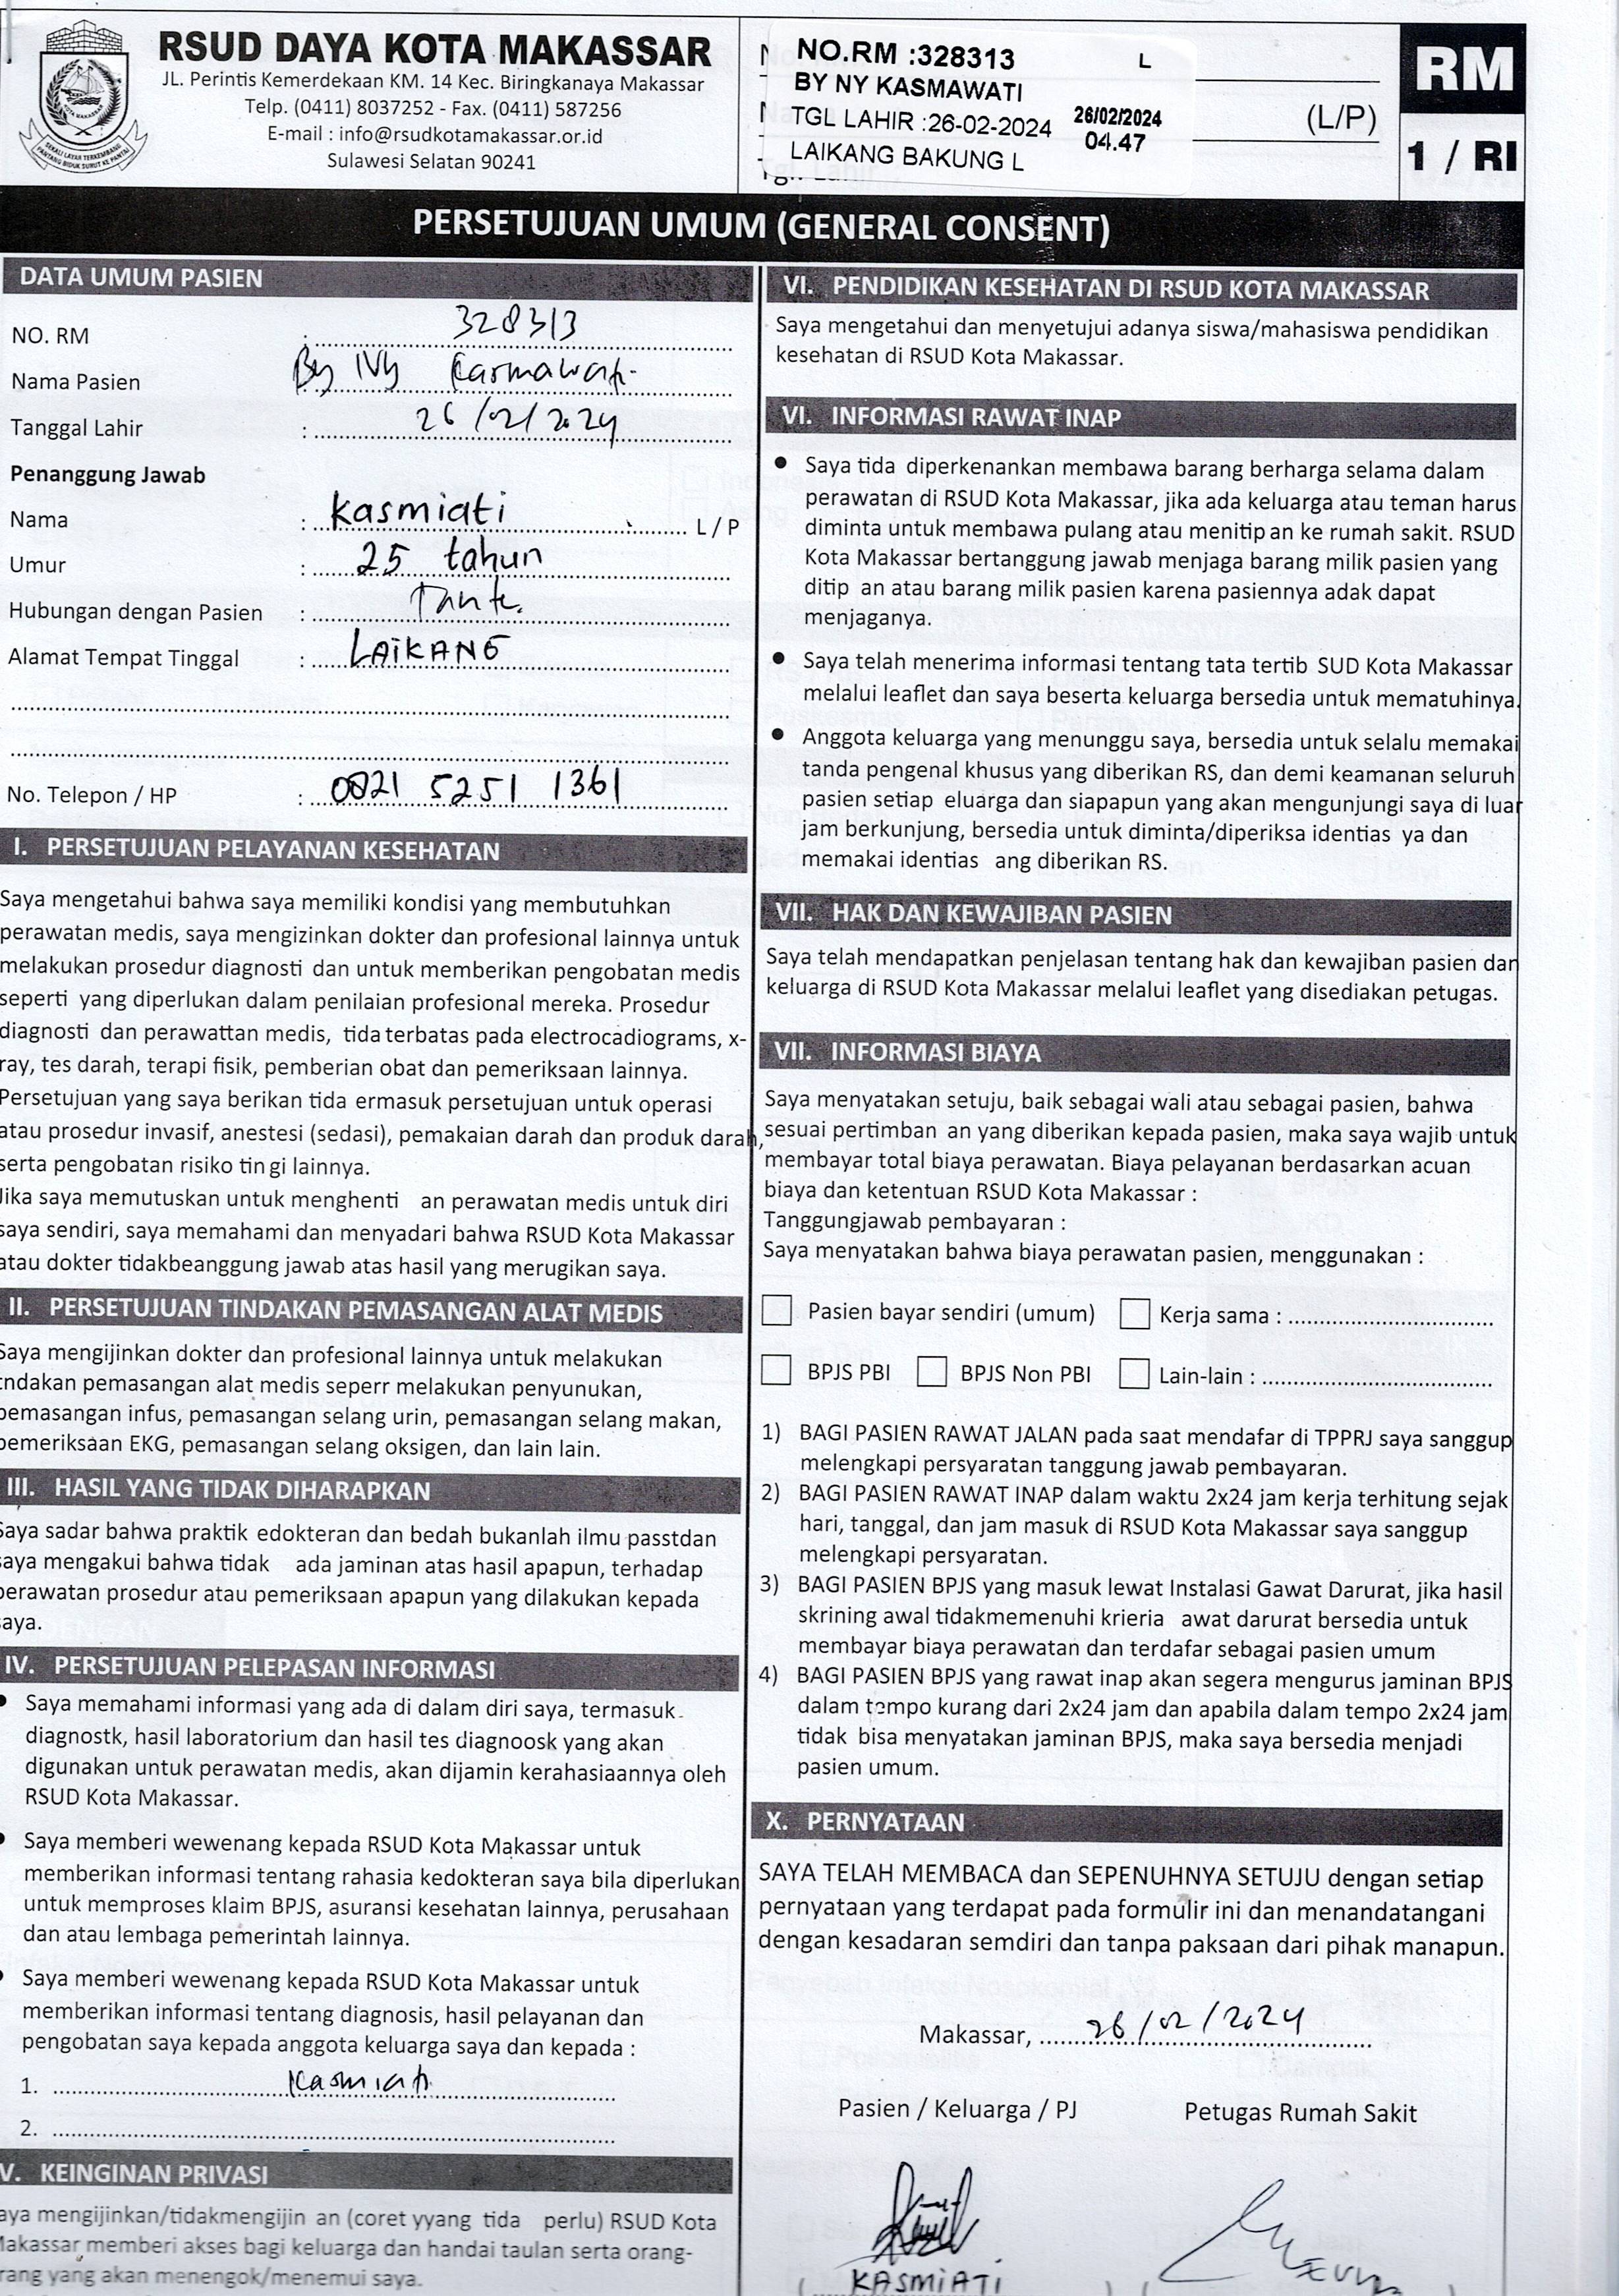 RSUD DAYA KOTA MAKASSAR
JL. Perintis Kemerdekaan KM. 14 Kec. Biringkanaya Makassar
Telp. (0411) 8037252 - Fax. (0411) 587256
E-mail : info@rsudkotamakassar.or.id
Sulawesi Selatan 90241
NO.RM :328313 L
BY NY KASMAWATI
TGL LAHIR :26-02-2024 26/02/2024
04.47
LAIKANG BAKUNG L
(L/P)
RM
1 / RI
PERSETUJUAN UMUM (GENERAL CONSENT)
DATA UMUM PASIEN
NO. RM : 328313
Nama Pasien : By Ny Kasmawati
Tanggal Lahir : 26/02/2024
Penanggung Jawab
Nama : Kasmiati L / P
Umur : 25 tahun
Hubungan dengan Pasien : Tante
Alamat Tempat Tinggal : LAIKANG
No. Telepon / HP : 0821 5251 1361
I. PERSETUJUAN PELAYANAN KESEHATAN
Saya mengetahui bahwa saya memiliki kondisi yang membutuhkan
perawatan medis, saya mengizinkan dokter dan profesional lainnya untuk
melakukan prosedur diagnosti dan untuk memberikan pengobatan medis
seperti yang diperlukan dalam penilaian profesional mereka. Prosedur
diagnosti dan perawattan medis, tida terbatas pada electrocadiograms, x-
ray, tes darah, terapi fisik, pemberian obat dan pemeriksaan lainnya.
Persetujuan yang saya berikan tida ermasuk persetujuan untuk operasi
atau prosedur invasif, anestesi (sedasi), pemakaian darah dan produk darah,
serta pengobatan risiko tin gi lainnya.
Jika saya memutuskan untuk menghenti an perawatan medis untuk diri
saya sendiri, saya memahami dan menyadari bahwa RSUD Kota Makassar
atau dokter tidakbeanggung jawab atas hasil yang merugikan saya.
II. PERSETUJUAN TINDAKAN PEMASANGAN ALAT MEDIS
Saya mengijinkan dokter dan profesional lainnya untuk melakukan
tndakan pemasangan alat medis seperr melakukan penyunukan,
pemasangan infus, pemasangan selang urin, pemasangan selang makan,
pemeriksaan EKG, pemasangan selang oksigen, dan lain lain.
III. HASIL YANG TIDAK DIHARAPKAN
Saya sadar bahwa praktik edokteran dan bedah bukanlah ilmu passtdan
saya mengakui bahwa tidak ada jaminan atas hasil apapun, terhadap
perawatan prosedur atau pemeriksaan apapun yang dilakukan kepada
saya.
IV. PERSETUJUAN PELEPASAN INFORMASI
• Saya memahami informasi yang ada di dalam diri saya, termasuk
diagnostk, hasil laboratorium dan hasil tes diagnoosk yang akan
digunakan untuk perawatan medis, akan dijamin kerahasiaannya oleh
RSUD Kota Makassar.
• Saya memberi wewenang kepada RSUD Kota Makassar untuk
memberikan informasi tentang rahasia kedokteran saya bila diperlukan
untuk memproses klaim BPJS, asuransi kesehatan lainnya, perusahaan
dan atau lembaga pemerintah lainnya.
• Saya memberi wewenang kepada RSUD Kota Makassar untuk
memberikan informasi tentang diagnosis, hasil pelayanan dan
pengobatan saya kepada anggota keluarga saya dan kepada :
1. Kasmiati
2.
V. KEINGINAN PRIVASI
aya mengijinkan/tidakmengijin an (coret yyang tida perlu) RSUD Kota
Makassar memberi akses bagi keluarga dan handai taulan serta orang-
rang yang akan menengok/menemui saya.
VI. PENDIDIKAN KESEHATAN DI RSUD KOTA MAKASSAR
Saya mengetahui dan menyetujui adanya siswa/mahasiswa pendidikan
kesehatan di RSUD Kota Makassar.
VI. INFORMASI RAWAT INAP
• Saya tida diperkenankan membawa barang berharga selama dalam
perawatan di RSUD Kota Makassar, jika ada keluarga atau teman harus
diminta untuk membawa pulang atau menitip an ke rumah sakit. RSUD
Kota Makassar bertanggung jawab menjaga barang milik pasien yang
ditip an atau barang milik pasien karena pasiennya adak dapat
menjaganya.
• Saya telah menerima informasi tentang tata tertib SUD Kota Makassar
melalui leaflet dan saya beserta keluarga bersedia untuk mematuhinya.
• Anggota keluarga yang menunggu saya, bersedia untuk selalu memakai
tanda pengenal khusus yang diberikan RS, dan demi keamanan seluruh
pasien setiap eluarga dan siapapun yang akan mengunjungi saya di luar
jam berkunjung, bersedia untuk diminta/diperiksa identias ya dan
memakai identias ang diberikan RS.
VII. HAK DAN KEWAJIBAN PASIEN
Saya telah mendapatkan penjelasan tentang hak dan kewajiban pasien dan
keluarga di RSUD Kota Makassar melalui leaflet yang disediakan petugas.
VII. INFORMASI BIAYA
Saya menyatakan setuju, baik sebagai wali atau sebagai pasien, bahwa
sesuai pertimban an yang diberikan kepada pasien, maka saya wajib untuk
membayar total biaya perawatan. Biaya pelayanan berdasarkan acuan
biaya dan ketentuan RSUD Kota Makassar :
Tanggungjawab pembayaran :
Saya menyatakan bahwa biaya perawatan pasien, menggunakan :
Pasien bayar sendiri (umum) Kerja sama :
BPJS PBI BPJS Non PBI Lain-lain :
1) BAGI PASIEN RAWAT JALAN pada saat mendafar di TPPRJ saya sanggup
melengkapi persyaratan tanggung jawab pembayaran.
2) BAGI PASIEN RAWAT INAP dalam waktu 2x24 jam kerja terhitung sejak
hari, tanggal, dan jam masuk di RSUD Kota Makassar saya sanggup
melengkapi persyaratan.
3) BAGI PASIEN BPJS yang masuk lewat Instalasi Gawat Darurat, jika hasil
skrining awal tidakmemenuhi krieria awat darurat bersedia untuk
membayar biaya perawatan dan terdafar sebagai pasien umum
4) BAGI PASIEN BPJS yang rawat inap akan segera mengurus jaminan BPJS
dalam tempo kurang dari 2x24 jam dan apabila dalam tempo 2x24 jam
tidak bisa menyatakan jaminan BPJS, maka saya bersedia menjadi
pasien umum.
X. PERNYATAAN
SAYA TELAH MEMBACA dan SEPENUHNYA SETUJU dengan setiap
pernyataan yang terdapat pada formulir ini dan menandatangani
dengan kesadaran semdiri dan tanpa paksaan dari pihak manapun.
Makassar, 26/02/2024
Pasien / Keluarga / PJ Petugas Rumah Sakit
KASMIATI